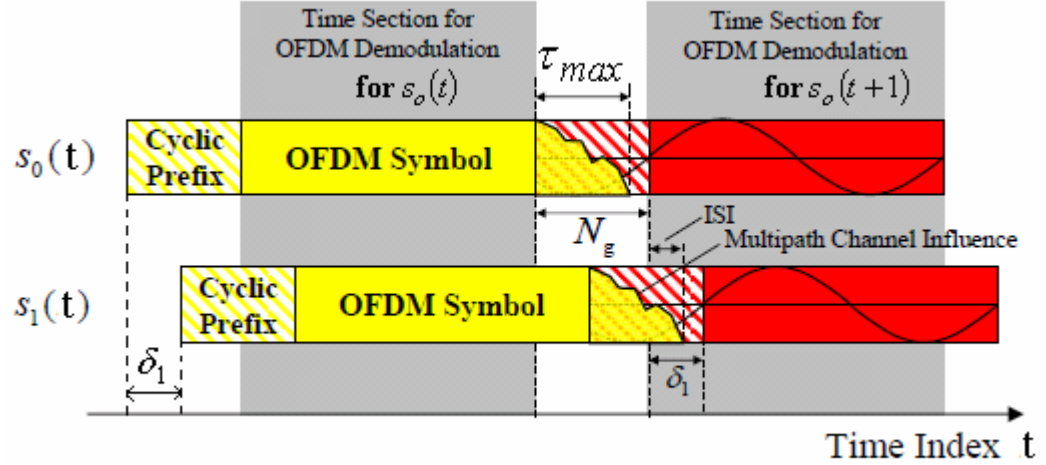 Time Section for
OFDM Demodulation
for s_o(t)
τ_max
Time Section for
OFDM Demodulation
for s_o(t+1)
s_0(t)
Cyclic
Prefix
OFDM Symbol
N_g
ISI
Multipath Channel Influence
s_1(t)
Cyclic
Prefix
OFDM Symbol
δ_1
δ_1
Time Index t